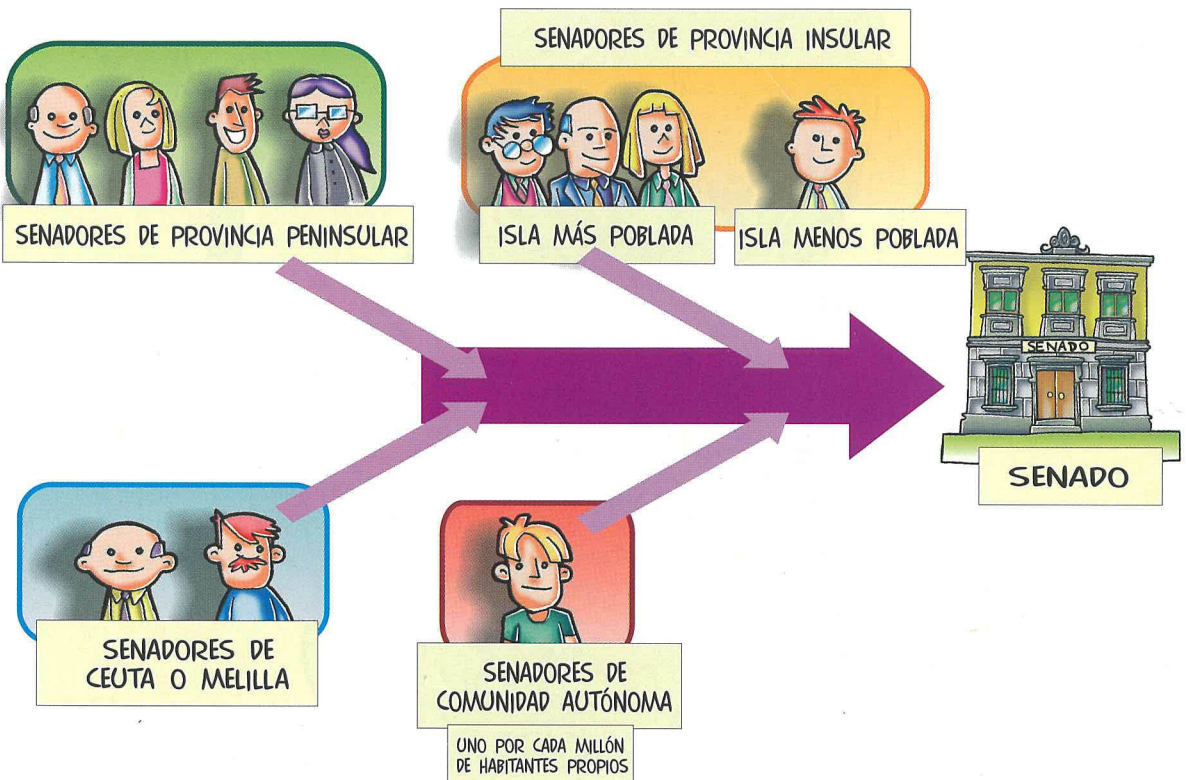 SENADORES DE PROVINCIA INSULAR
SENADORES DE PROVINCIA PENINSULAR
ISLA MÁS POBLADA
ISLA MENOS POBLADA
SENADO
SENADO
SENADORES DE
CEUTA O MELILLA
SENADORES DE
COMUNIDAD AUTÓNOMA
UNO POR CADA MILLÓN
DE HABITANTES PROPIOS